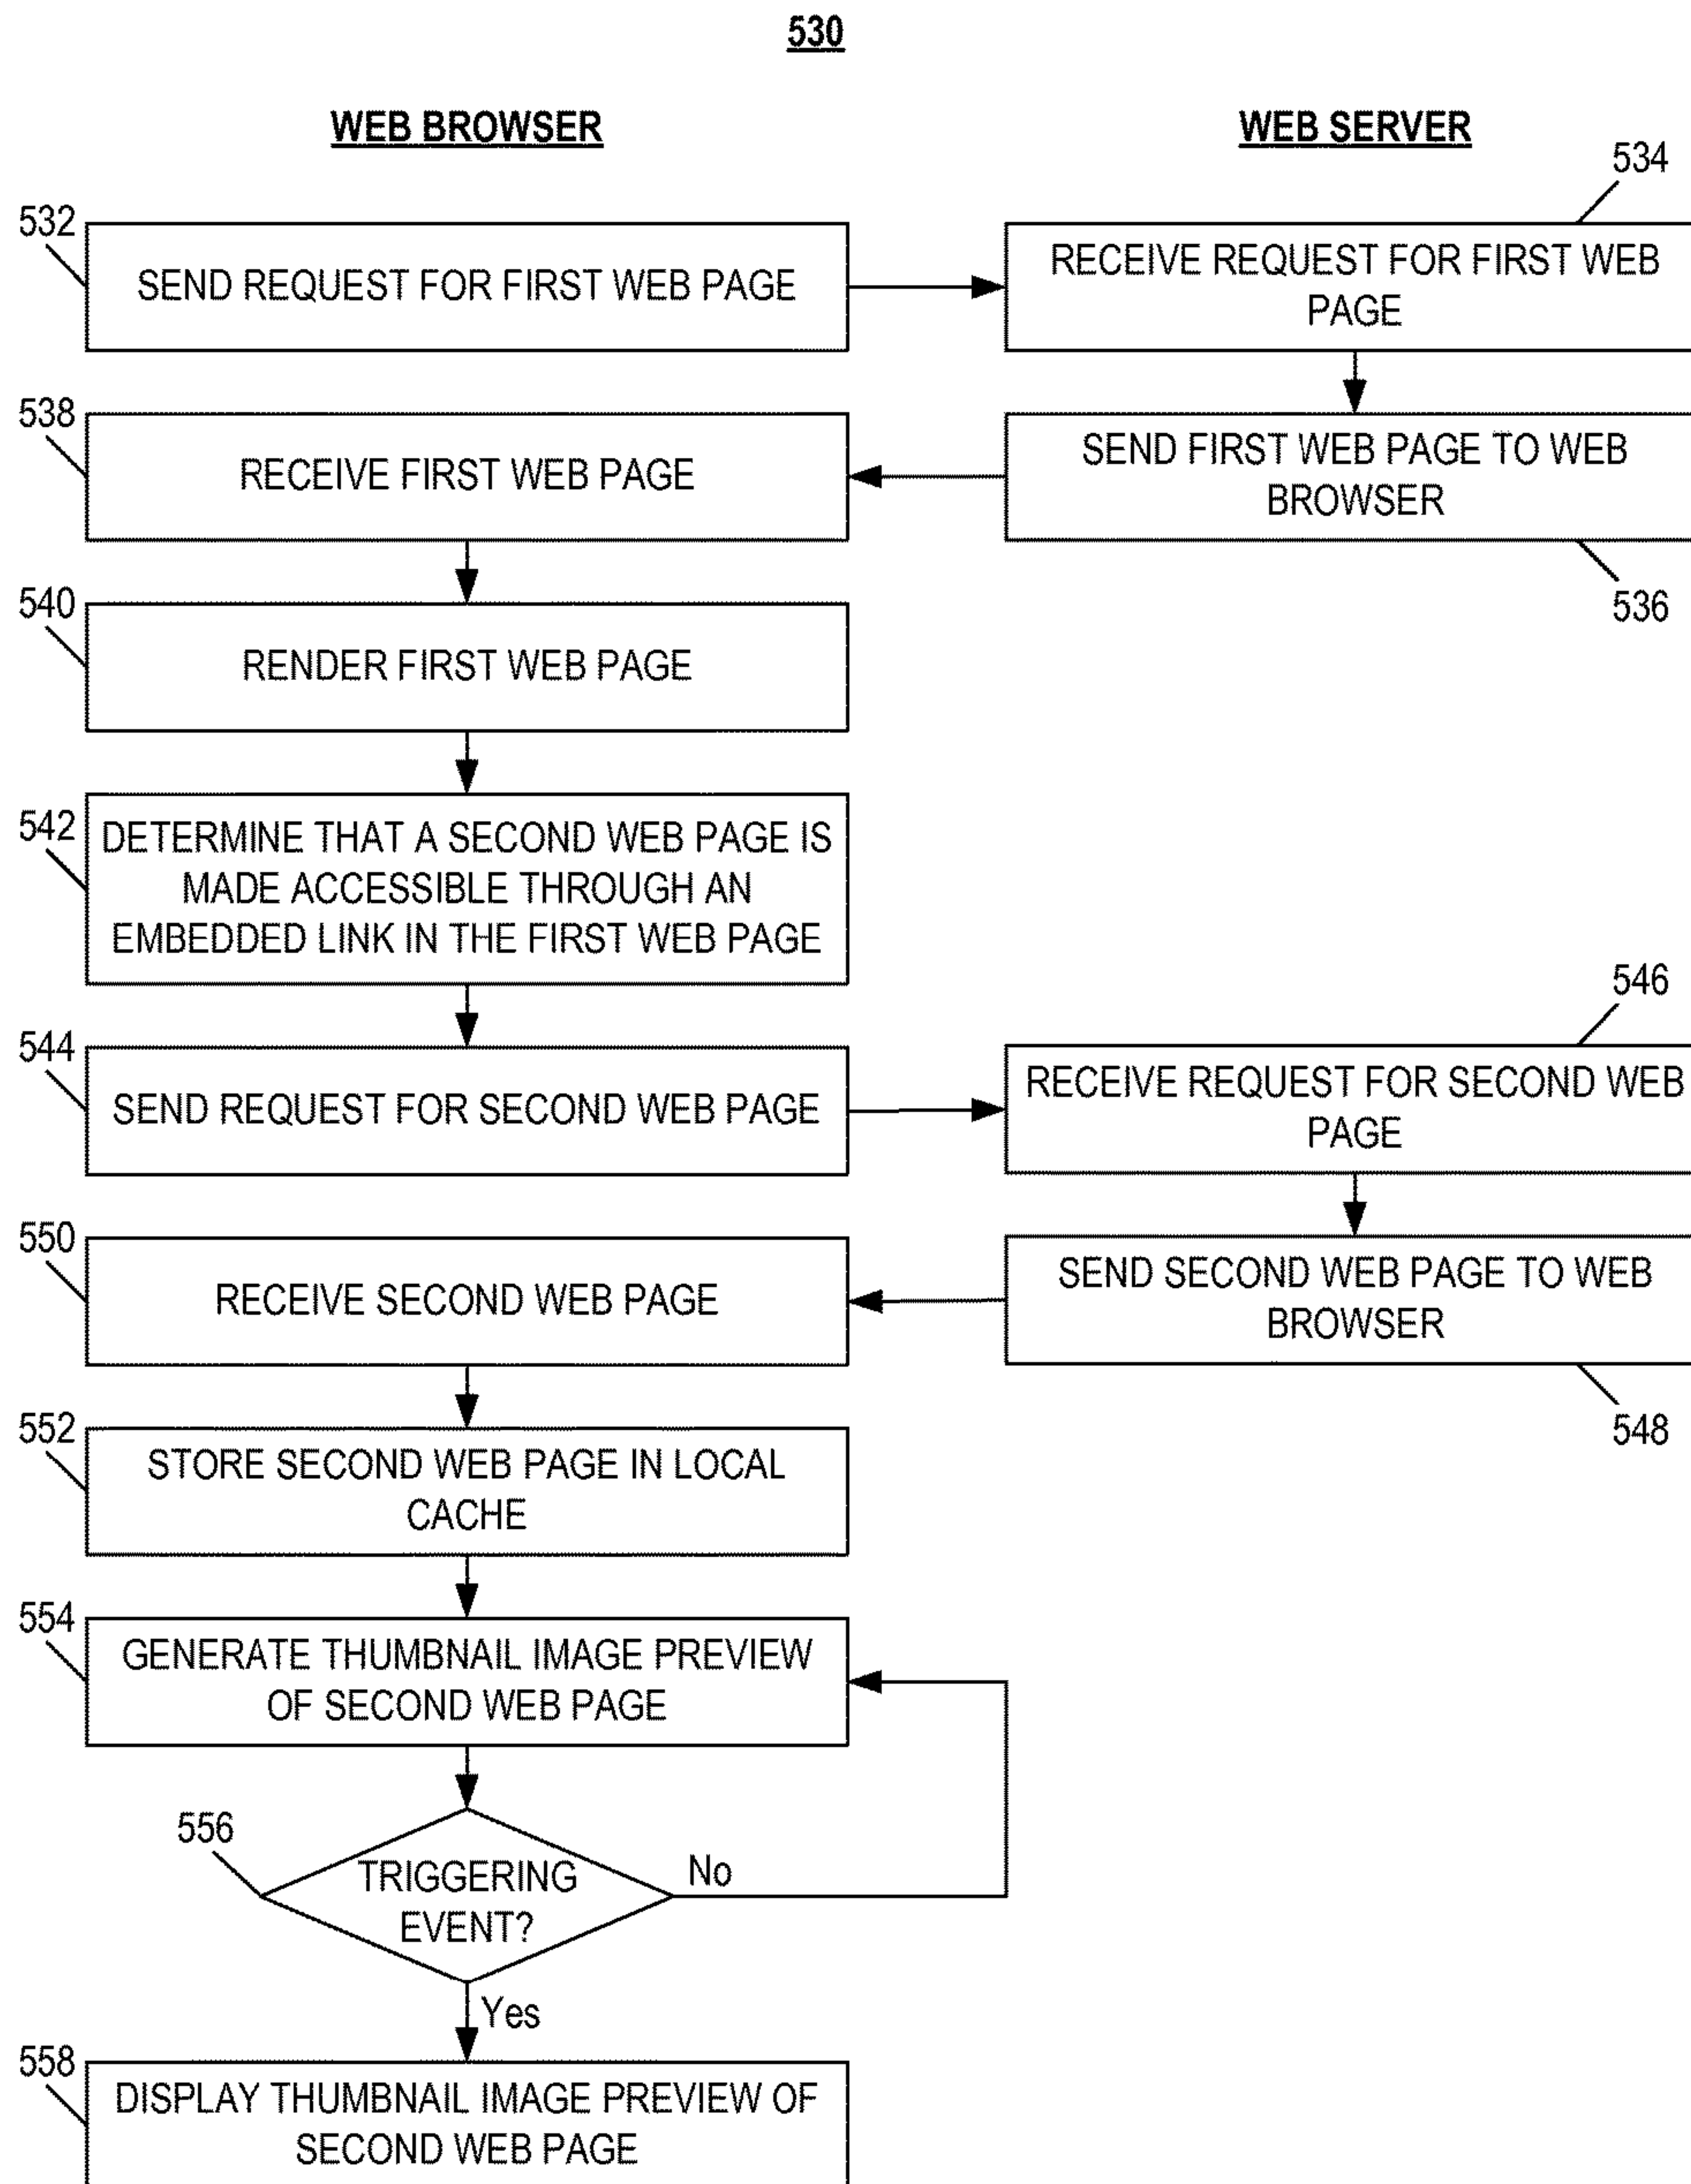 530
WEB BROWSER
WEB SERVER
534
532
SEND REQUEST FOR FIRST WEB PAGE
RECEIVE REQUEST FOR FIRST WEB
PAGE
538
RECEIVE FIRST WEB PAGE
SEND FIRST WEB PAGE TO WEB
BROWSER
536
540
RENDER FIRST WEB PAGE
542
DETERMINE THAT A SECOND WEB PAGE IS
MADE ACCESSIBLE THROUGH AN
EMBEDDED LINK IN THE FIRST WEB PAGE
546
544
SEND REQUEST FOR SECOND WEB PAGE
RECEIVE REQUEST FOR SECOND WEB
PAGE
550
RECEIVE SECOND WEB PAGE
SEND SECOND WEB PAGE TO WEB
BROWSER
548
552
STORE SECOND WEB PAGE IN LOCAL
CACHE
554
GENERATE THUMBNAIL IMAGE PREVIEW
OF SECOND WEB PAGE
556
TRIGGERING
EVENT?
No
Yes
558
DISPLAY THUMBNAIL IMAGE PREVIEW OF
SECOND WEB PAGE